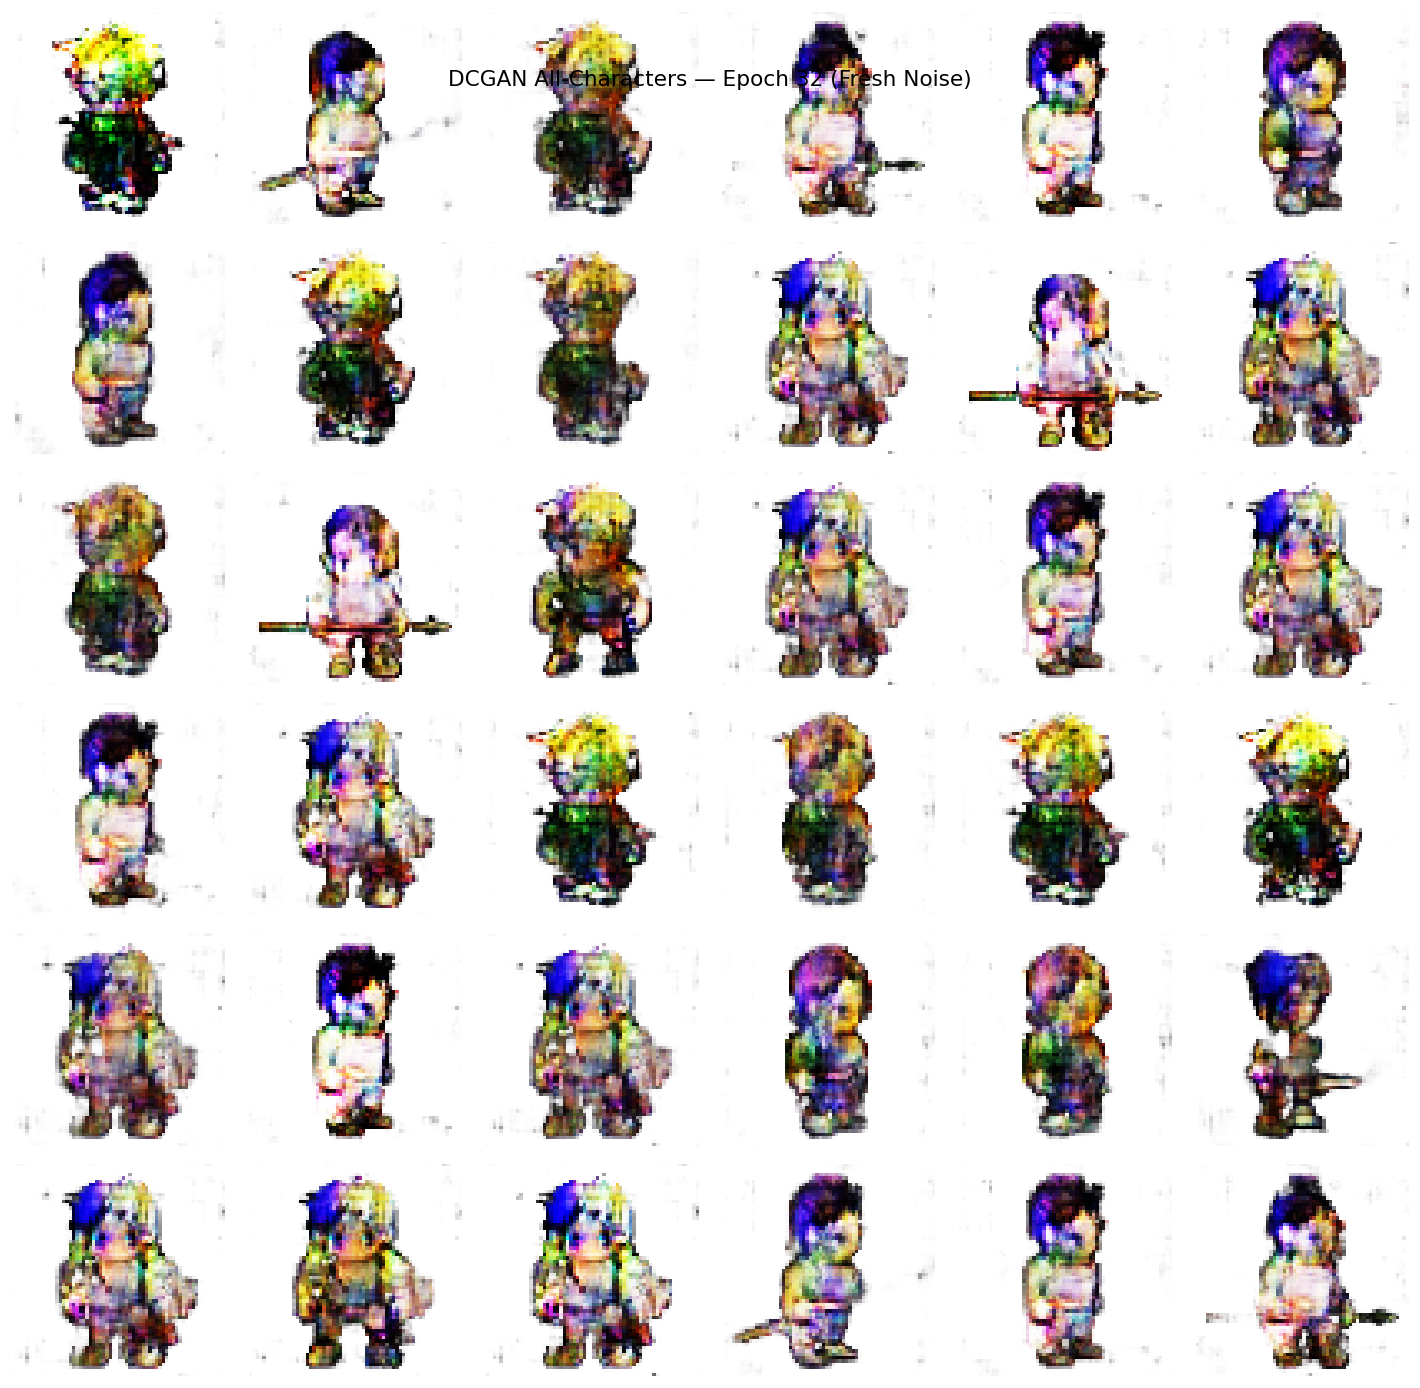 DCGAN All-Characters — Epoch 32 (Fresh Noise)